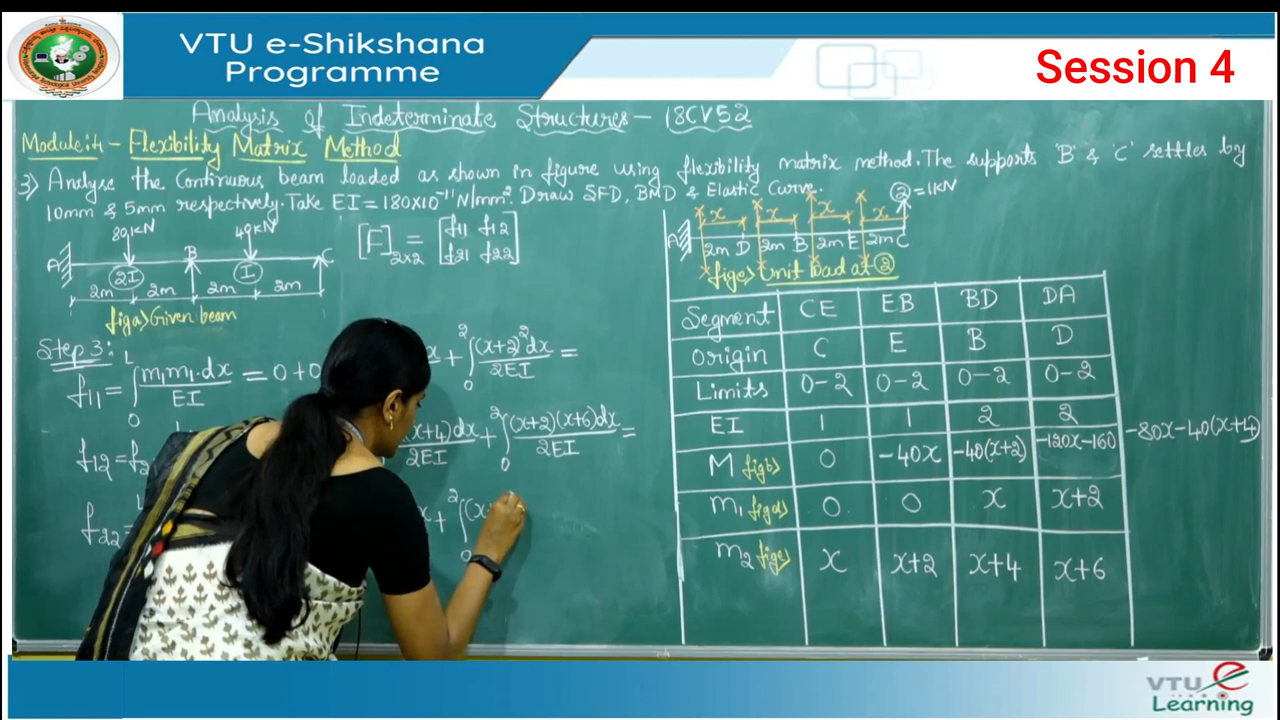 VTU e-Shikshana
Programme
Session 4
Analysis of Indeterminate Structures - 18CV52
Module:4 - Flexibility Matrix Method
3) Analyse the Continuous beam loaded as shown in figure using flexibility matrix method. The supports 'B' & 'C' settles by
10mm & 5mm respectively. Take EI = 180×10⁻¹¹ N/mm². Draw SFD, BMD & Elastic Curve.
80kN 40kN
A B C
2I I
2m 2m 2m 2m
fig a> Given beam
[F]₂ₓ₂ = [f11 f12
f21 f22]
② = 1kN
x x x x
A 2m D 2m B 2m E 2m C
fig e> Unit load at ②
Step 3:
f11 = ∫₀ᴸ m₁m₁.dx/EI = 0+0 x + ∫₀² (x+2)²dx/2EI =
(x+4)dx/2EI + ∫₀² (x+2)(x+6)dx/2EI =
x + ∫₀² (x
Segment CE EB BD DA
Origin C E B D
Limits 0-2 0-2 0-2 0-2
EI 1 1 2 2
M fig b> 0 -40x -40(x+2) -120x-160 -80x-40(x+4)
m₁ fig d> 0 0 x x+2
m₂ fig e> x x+2 x+4 x+6
VTU e
Learning